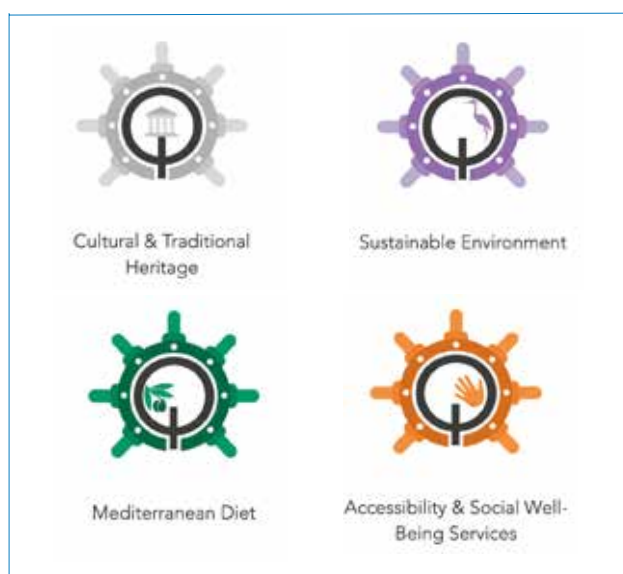 Cultural & Traditional
Heritage
Sustainable Environment
Mediterranean Diet
Accessibility & Social Well-
Being Services